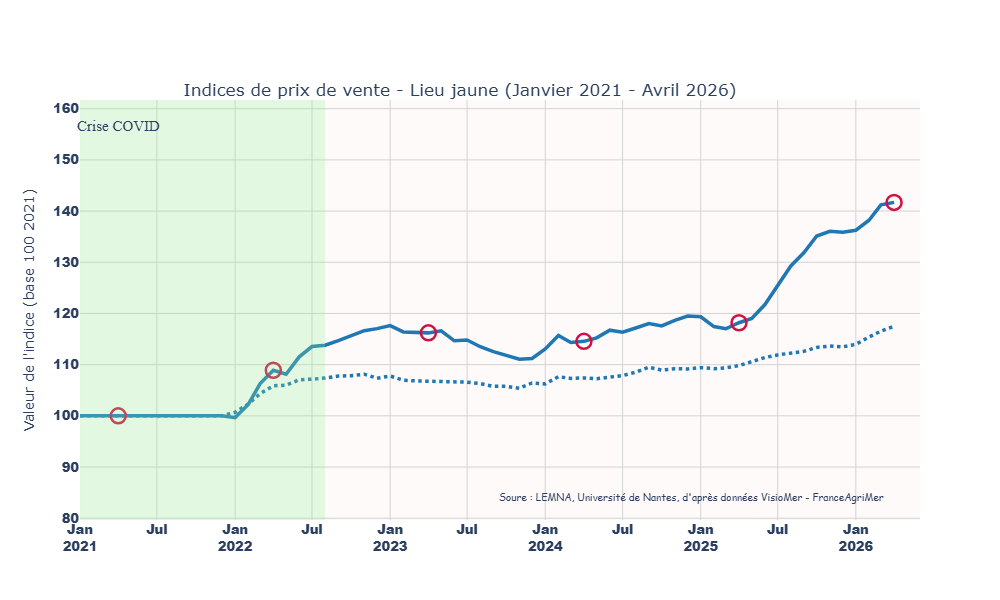 Indices de prix de vente - Lieu jaune (Janvier 2021 - Avril 2026)
Valeur de l'indice (base 100 2021)
160
150
140
130
120
110
100
90
80
Crise COVID
Soure : LEMNA, Université de Nantes, d'après données VisioMer - FranceAgriMer
Jan Jul Jan Jul Jan Jul Jan Jul Jan Jul Jan
2021 2022 2023 2024 2025 2026